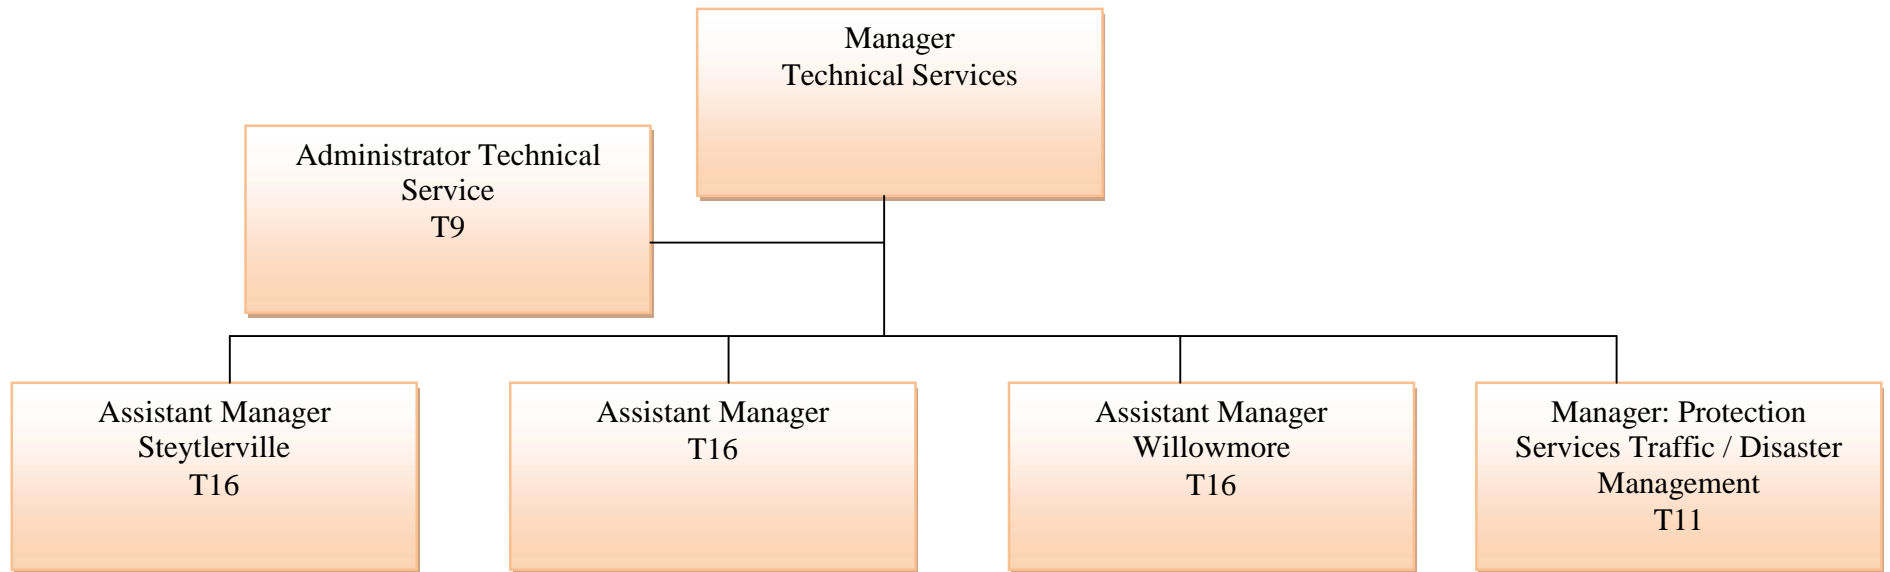 Manager
Technical Services
Administrator Technical
Service
T9
Assistant Manager
Steytlerville
T16
Assistant Manager
T16
Assistant Manager
Willowmore
T16
Manager: Protection
Services Traffic / Disaster
Management
T11